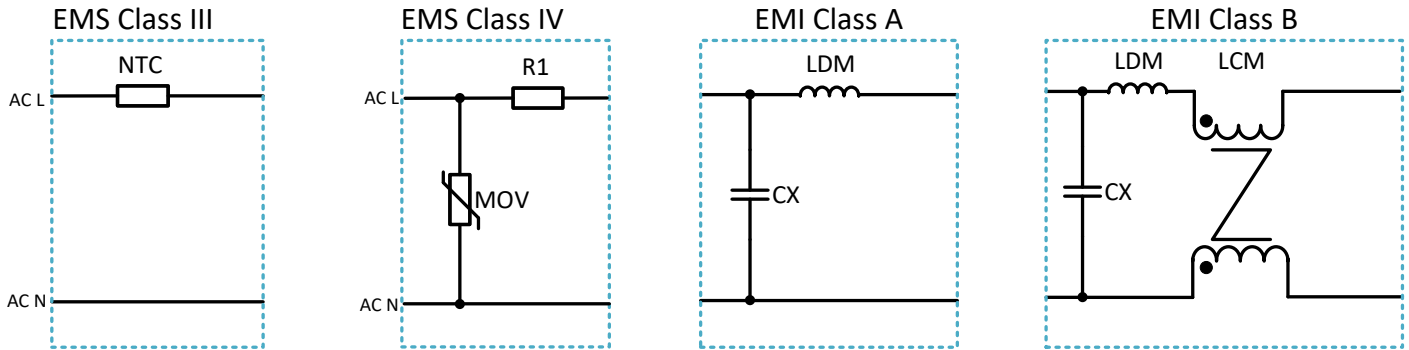 EMS Class III
NTC
AC L
AC N
EMS Class IV
R1
AC L
MOV
AC N
EMI Class A
LDM
CX
EMI Class B
LDM LCM
CX